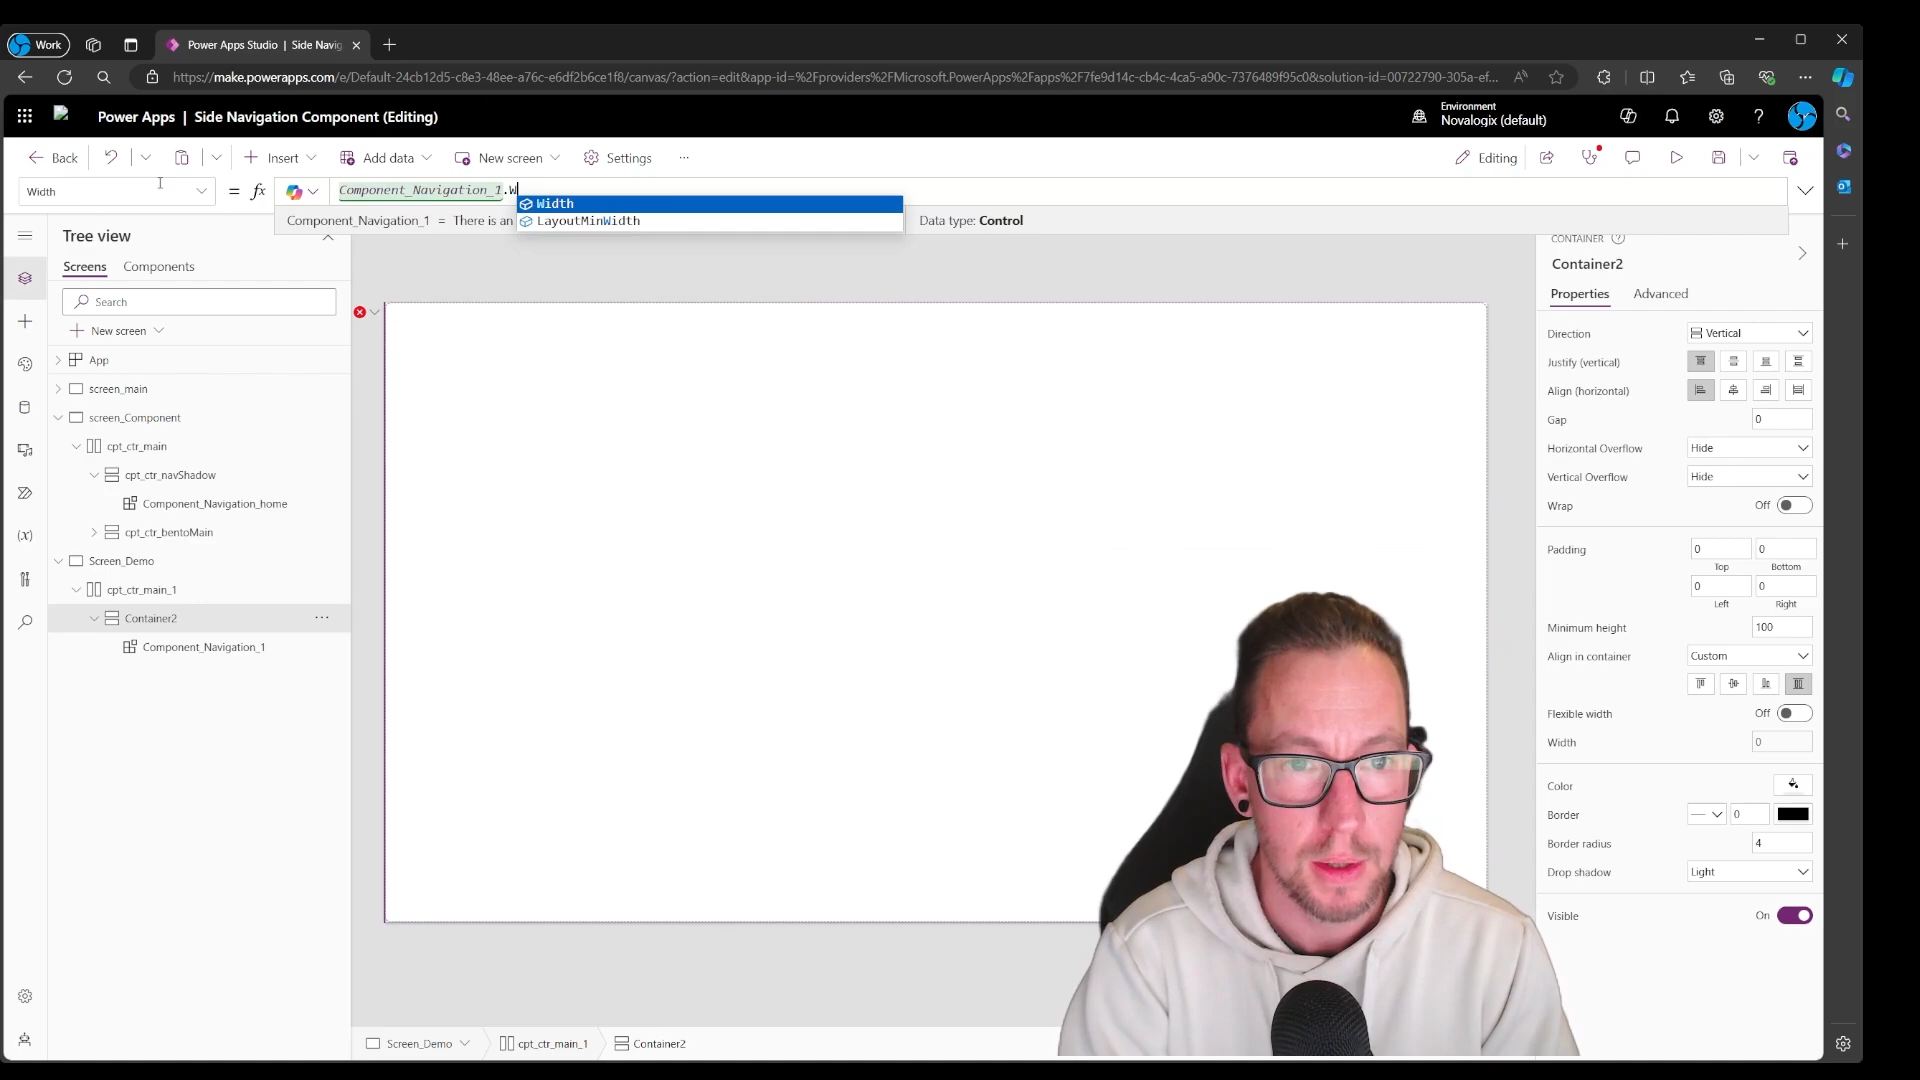 Work
Power Apps Studio | Side Navig
https://make.powerapps.com/e/Default-24cb12d5-c8e3-48ee-a76c-e6df2b6ce1f8/canvas/?action=edit&app-id=%2Fproviders%2FMicrosoft.PowerApps%2Fapps%2F7fe9d14c-cb4c-4ca5-a90c-7376489f95c0&solution-id=00722790-305a-ef...
Power Apps | Side Navigation Component (Editing)
Environment
Novalogix (default)
Back
Insert
Add data
New screen
Settings
Editing
Width
= fx
Component_Navigation_1.W
Width
LayoutMinWidth
Component_Navigation_1 = There is an
Data type: Control
Tree view
Screens
Components
Search
New screen
App
screen_main
screen_Component
cpt_ctr_main
cpt_ctr_navShadow
Component_Navigation_home
cpt_ctr_bentoMain
Screen_Demo
cpt_ctr_main_1
Container2
Component_Navigation_1
CONTAINER
Container2
Properties
Advanced
Direction
Vertical
Justify (vertical)
Align (horizontal)
Gap
0
Horizontal Overflow
Hide
Vertical Overflow
Hide
Wrap
Off
Padding
0
0
Top
Bottom
0
0
Left
Right
Minimum height
100
Align in container
Custom
Flexible width
Off
Width
0
Color
Border
0
Border radius
4
Drop shadow
Light
Visible
On
Screen_Demo
cpt_ctr_main_1
Container2